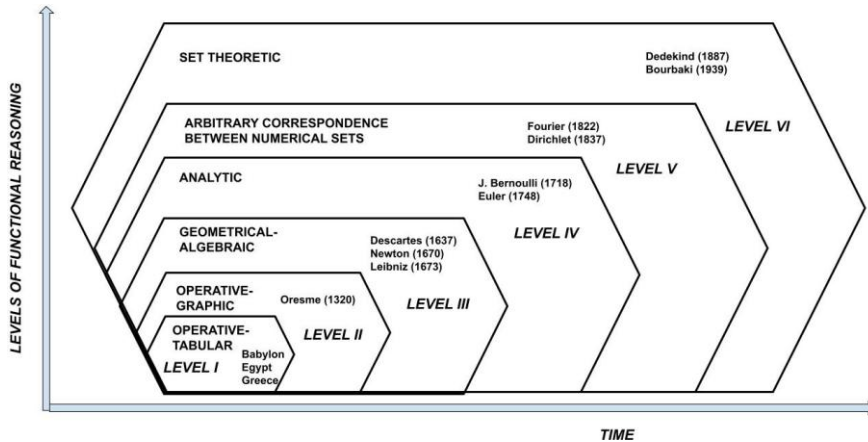 LEVELS OF FUNCTIONAL REASONING
SET THEORETIC
Dedekind (1887)
Bourbaki (1939)
LEVEL VI
ARBITRARY CORRESPONDENCE
BETWEEN NUMERICAL SETS
Fourier (1822)
Dirichlet (1837)
LEVEL V
ANALYTIC
J. Bernoulli (1718)
Euler (1748)
LEVEL IV
GEOMETRICAL-
ALGEBRAIC
Descartes (1637)
Newton (1670)
Leibniz (1673)
LEVEL III
OPERATIVE-
GRAPHIC
Oresme (1320)
LEVEL II
OPERATIVE-
TABULAR
LEVEL I
Babylon
Egypt
Greece
TIME